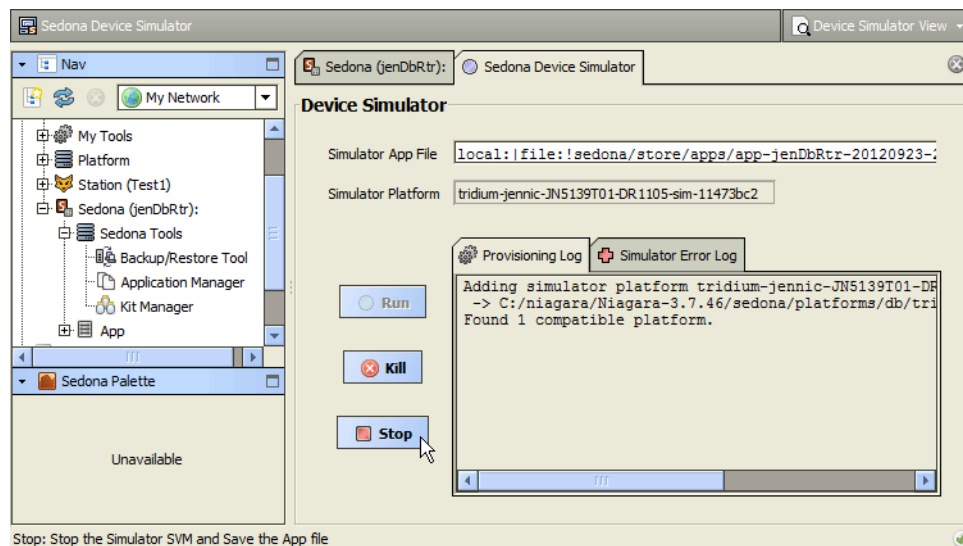 Sedona Device Simulator
Device Simulator View
Nav
My Network
My Tools
Platform
Station (Test1)
Sedona (jenDbRtr):
Sedona Tools
Backup/Restore Tool
Application Manager
Kit Manager
App
Sedona Palette
Unavailable
Sedona (jenDbRtr):
Sedona Device Simulator
Device Simulator
Simulator App File
local:|file:!sedona/store/apps/app-jenDbRtr-20120923-2
Simulator Platform
tridium-jennic-JN5139T01-DR1105-sim-11473bc2
Provisioning Log
Simulator Error Log
Adding simulator platform tridium-jennic-JN5139T01-DR
-> C:/niagara/Niagara-3.7.46/sedona/platforms/db/tri
Found 1 compatible platform.
Run
Kill
Stop
Stop: Stop the Simulator SVM and Save the App file